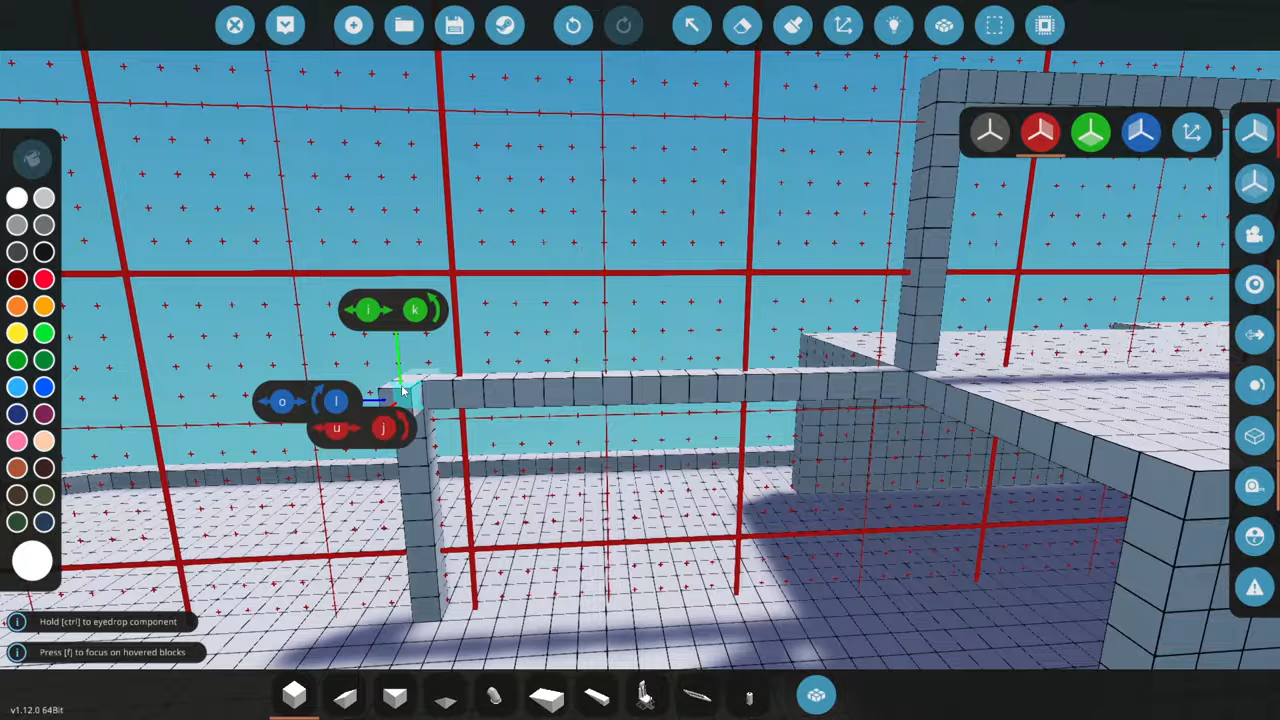 i k
o l
u j
Hold [ctrl] to eyedrop component
Press [f] to focus on hovered blocks
v1.12.0 64Bit